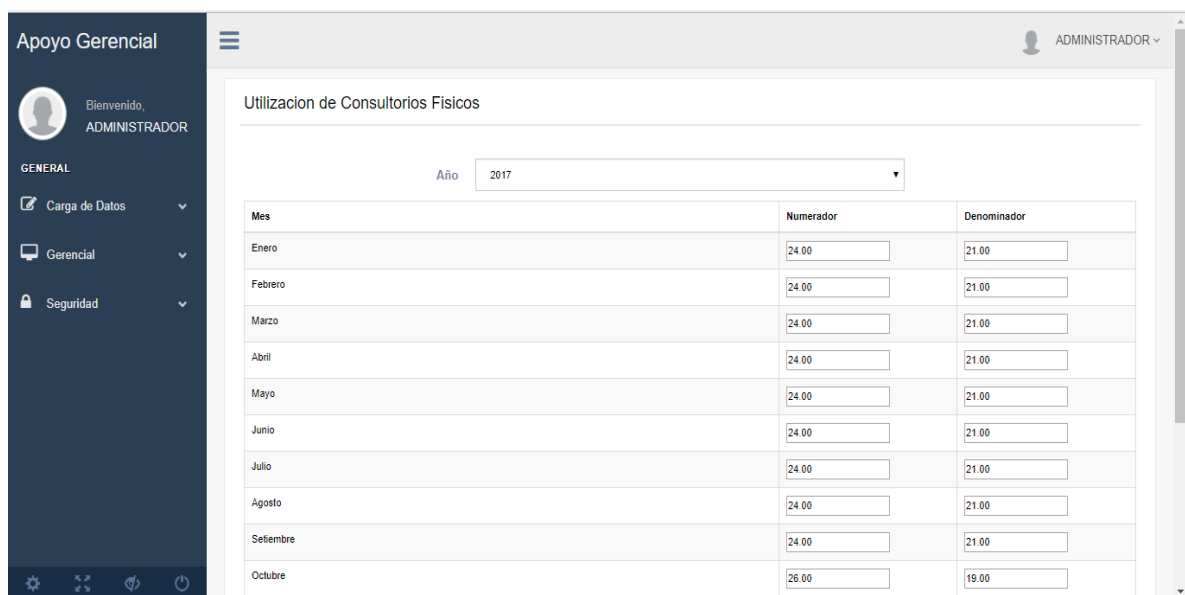 Apoyo Gerencial
ADMINISTRADOR
Bienvenido,
ADMINISTRADOR
GENERAL
Carga de Datos
Gerencial
Seguridad
Utilizacion de Consultorios Fisicos
Año 2017
Mes Numerador Denominador
Enero 24.00 21.00
Febrero 24.00 21.00
Marzo 24.00 21.00
Abril 24.00 21.00
Mayo 24.00 21.00
Junio 24.00 21.00
Julio 24.00 21.00
Agosto 24.00 21.00
Setiembre 24.00 21.00
Octubre 26.00 19.00